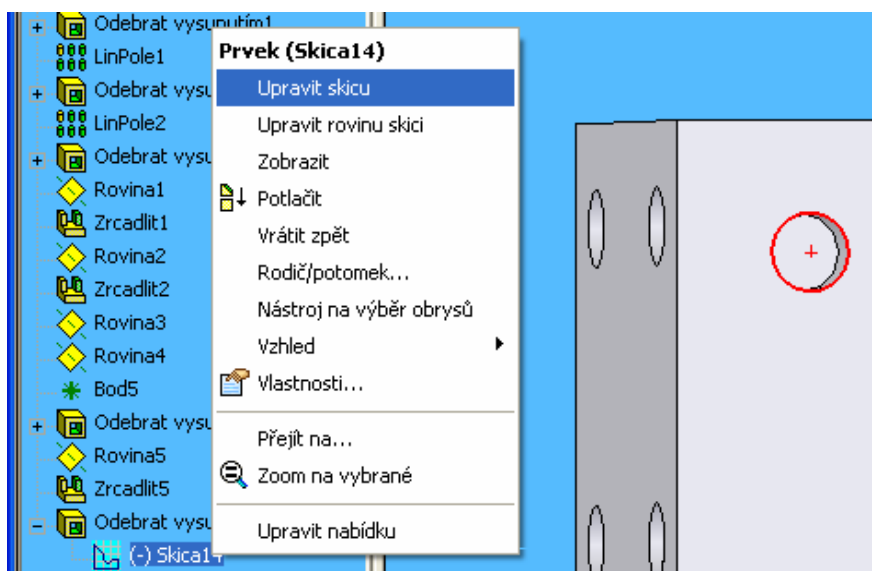 Odebrat vysunutím1
LinPole1
Odebrat vysu
LinPole2
Odebrat vysu
Rovina1
Zrcadlit1
Rovina2
Zrcadlit2
Rovina3
Rovina4
Bod5
Odebrat vysu
Rovina5
Zrcadlit5
Odebrat vysu
(-) Skica14
Prvek (Skica14)
Upravit skicu
Upravit rovinu skici
Zobrazit
Potlačit
Vrátit zpět
Rodič/potomek...
Nástroj na výběr obrysů
Vzhled
Vlastnosti...
Přejít na...
Zoom na vybrané
Upravit nabídku